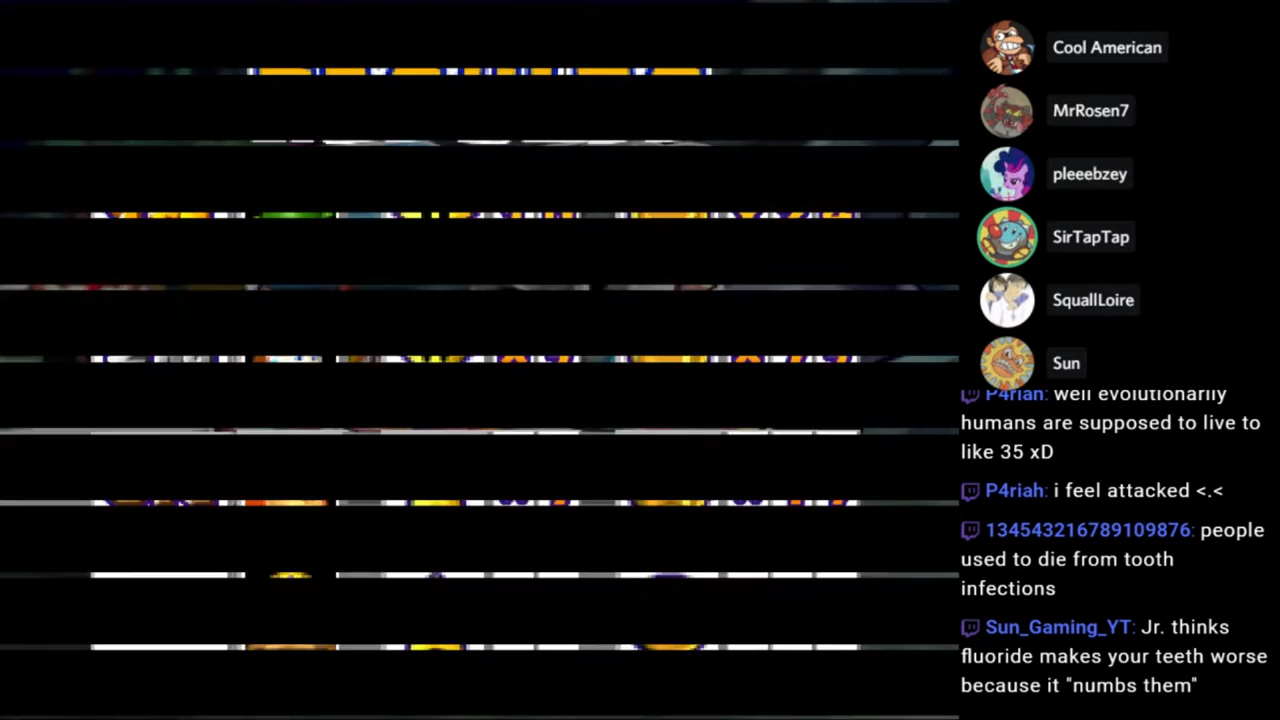 Cool American
MrRosen7
pleeebzey
SirTapTap
SquallLoire
Sun
P4riah: well evolutionarily
humans are supposed to live to
like 35 xD
P4riah: i feel attacked <.<
134543216789109876: people
used to die from tooth
infections
Sun_Gaming_YT: Jr. thinks
fluoride makes your teeth worse
because it "numbs them"